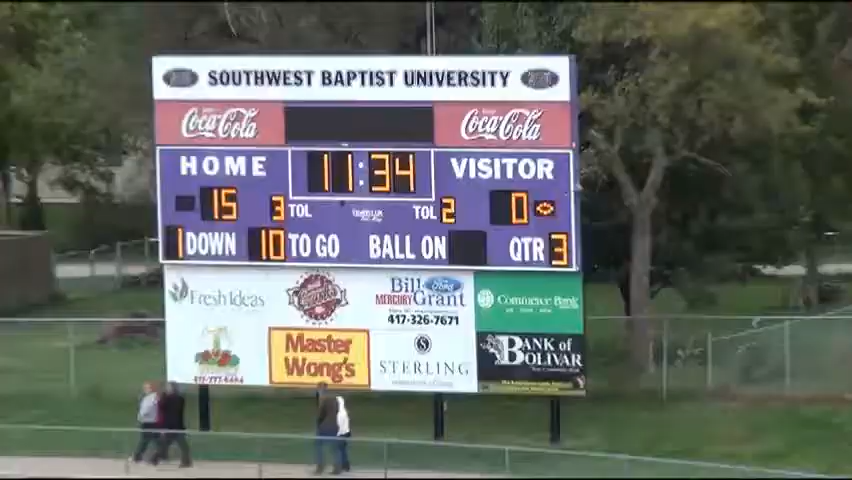 SOUTHWEST BAPTIST UNIVERSITY
Coca-Cola Coca-Cola
HOME 11:34 VISITOR
15 3 TOL TOL 2 0
1 DOWN 10 TO GO BALL ON QTR 3
Fresh Ideas
Bill Grant
Ford
MERCURY
417-326-7671
Commerce Bank
Master
Wong's
S
STERLING
BANK of
BOLIVAR